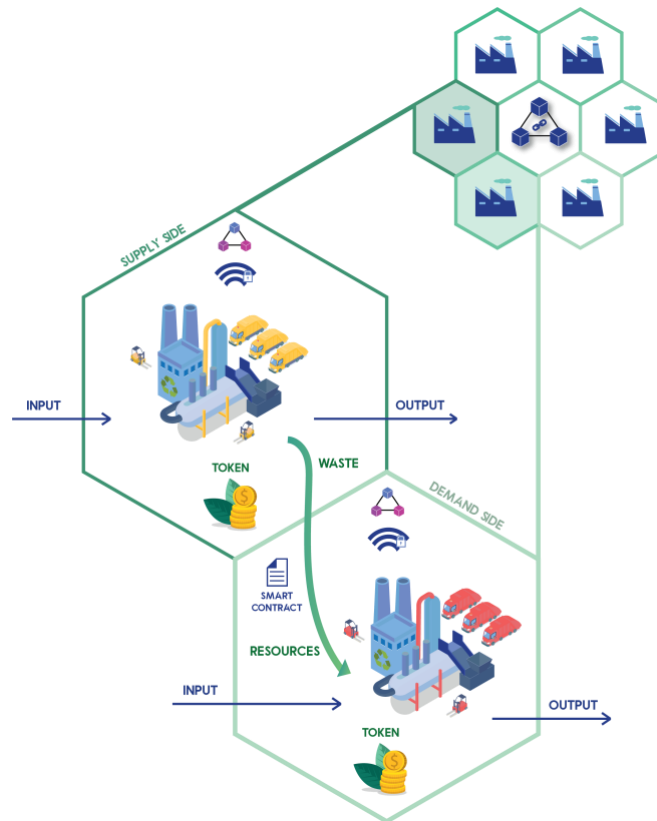 SUPPLY SIDE
INPUT
OUTPUT
WASTE
TOKEN
$
DEMAND SIDE
SMART
CONTRACT
RESOURCES
INPUT
OUTPUT
TOKEN
$